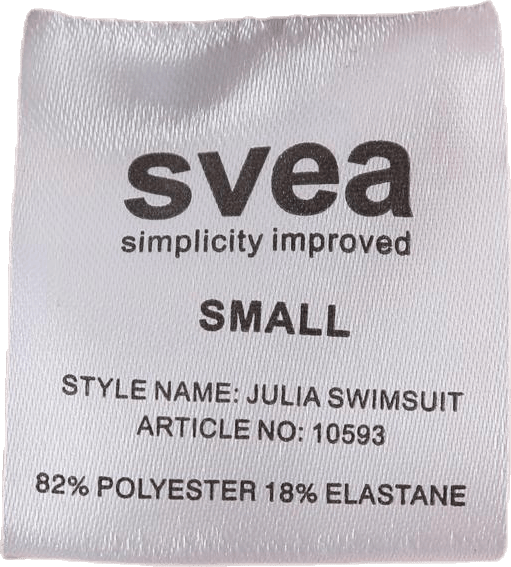 svea
simplicity improved
SMALL
STYLE NAME: JULIA SWIMSUIT
ARTICLE NO: 10593
82% POLYESTER 18% ELASTANE